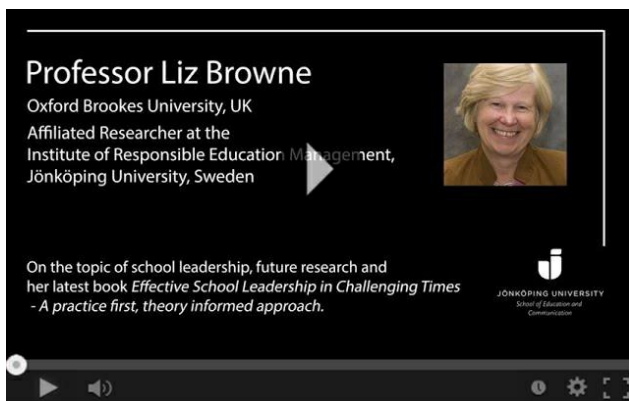 Professor Liz Browne
Oxford Brookes University, UK
Affiliated Researcher at the
Institute of Responsible Education Management,
Jönköping University, Sweden
On the topic of school leadership, future research and
her latest book Effective School Leadership in Challenging Times
- A practice first, theory informed approach.
JÖNKÖPING UNIVERSITY
School of Education and
Communication